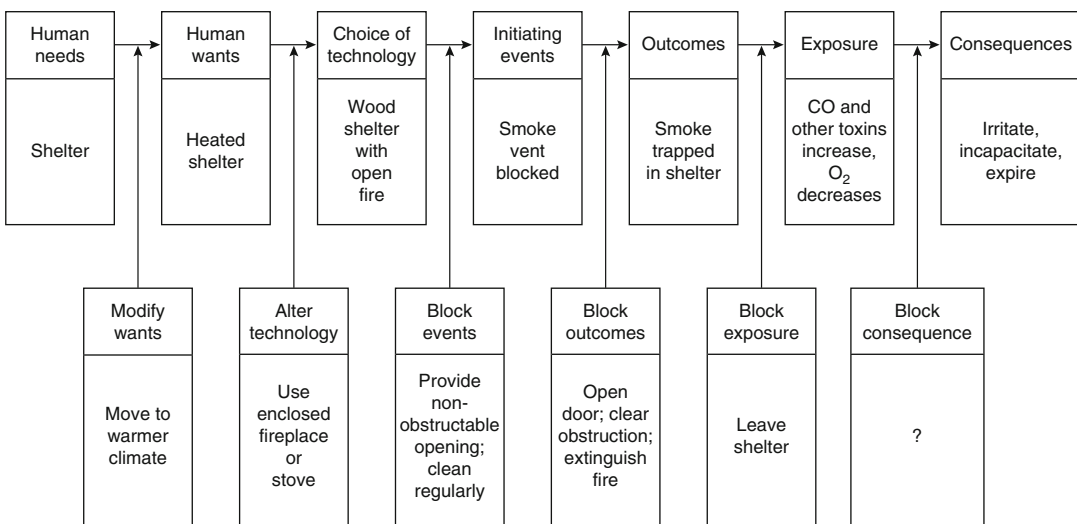 Human
needs
Human
wants
Choice of
technology
Initiating
events
Outcomes
Exposure
Consequences
Shelter
Heated
shelter
Wood
shelter
with
open
fire
Smoke
vent
blocked
Smoke
trapped
in shelter
CO and
other toxins
increase,
O2
decreases
Irritate,
incapacitate,
expire
Modify
wants
Alter
technology
Block
events
Block
outcomes
Block
exposure
Block
consequence
Move to
warmer
climate
Use
enclosed
fireplace
or
stove
Provide
non-
obstructable
opening;
clean
regularly
Open
door; clear
obstruction;
extinguish
fire
Leave
shelter
?